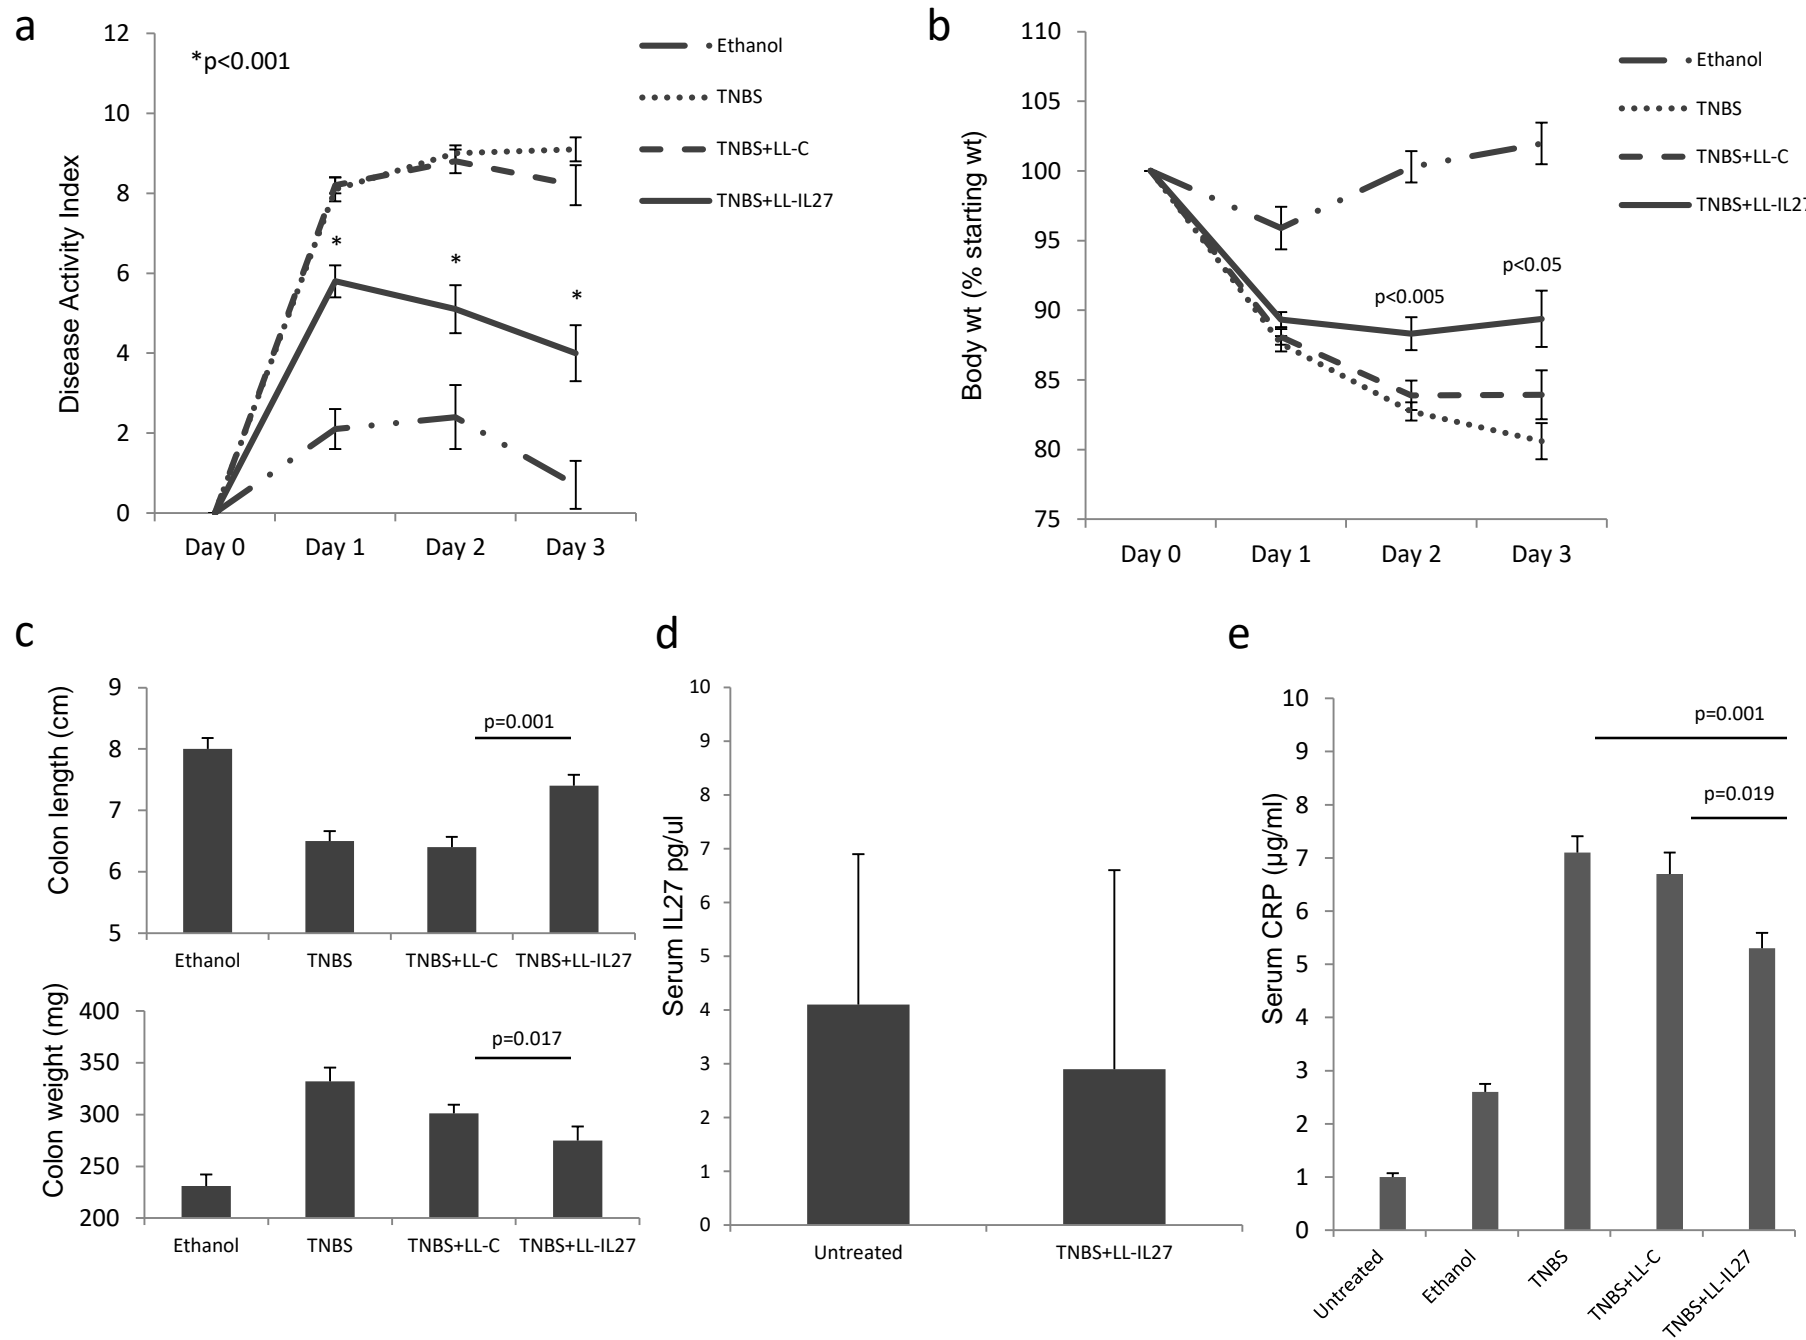 a
12
10
8
6
4
2
0
Disease Activity Index
*p<0.001
*
*
*
Day 0 Day 1 Day 2 Day 3
Ethanol
TNBS
TNBS+LL-C
TNBS+LL-IL27
b
110
105
100
95
90
85
80
75
Body wt (% starting wt)
p<0.005
p<0.05
Day 0 Day 1 Day 2 Day 3
Ethanol
TNBS
TNBS+LL-C
TNBS+LL-IL27
c
9
8
7
6
5
Colon length (cm)
p=0.001
Ethanol TNBS TNBS+LL-C TNBS+LL-IL27
400
350
300
250
200
Colon weight (mg)
p=0.017
Ethanol TNBS TNBS+LL-C TNBS+LL-IL27
d
10
9
8
7
6
5
4
3
2
1
0
Serum IL27 pg/ul
Untreated TNBS+LL-IL27
e
10
9
8
7
6
5
4
3
2
1
0
Serum CRP (µg/ml)
p=0.001
p=0.019
Untreated Ethanol TNBS TNBS+LL-C TNBS+LL-IL27